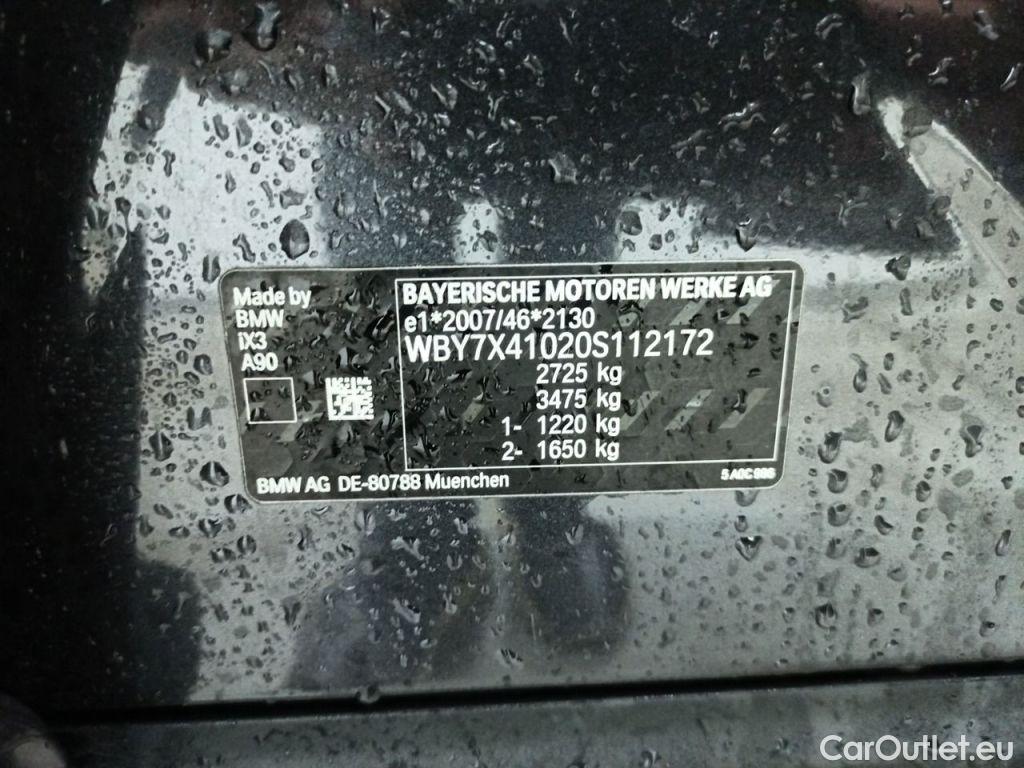 Made by
BMW
iX3
A90
BAYERISCHE MOTOREN WERKE AG
e1*2007/46*2130
WBY7X41020S112172
2725 kg
3475 kg
1- 1220 kg
2- 1650 kg
BMW AG DE-80788 Muenchen
CarOutlet.eu